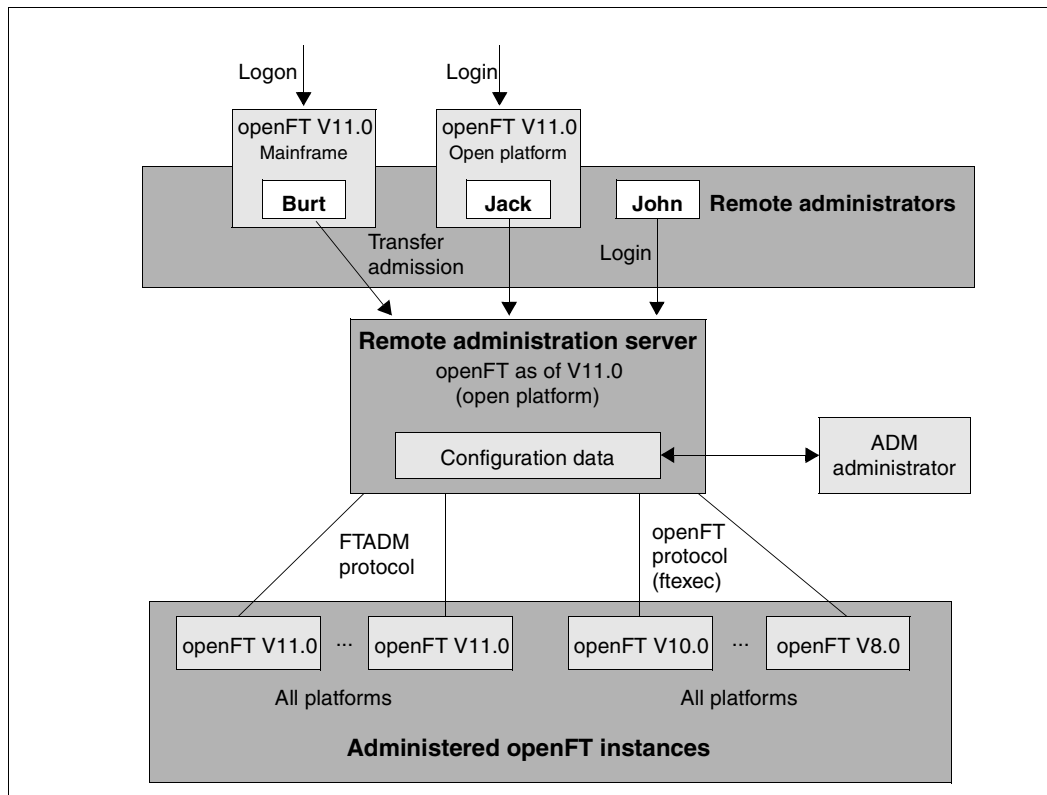 Logon
Login
openFT V11.0
Mainframe
openFT V11.0
Open platform
Burt
Jack
John
Remote administrators
Transfer
admission
Login
Remote administration server
openFT as of V11.0
(open platform)
Configuration data
ADM
administrator
FTADM
protocol
openFT
protocol
(ftexec)
openFT V11.0
...
openFT V11.0
openFT V10.0
...
openFT V8.0
All platforms
All platforms
Administered openFT instances